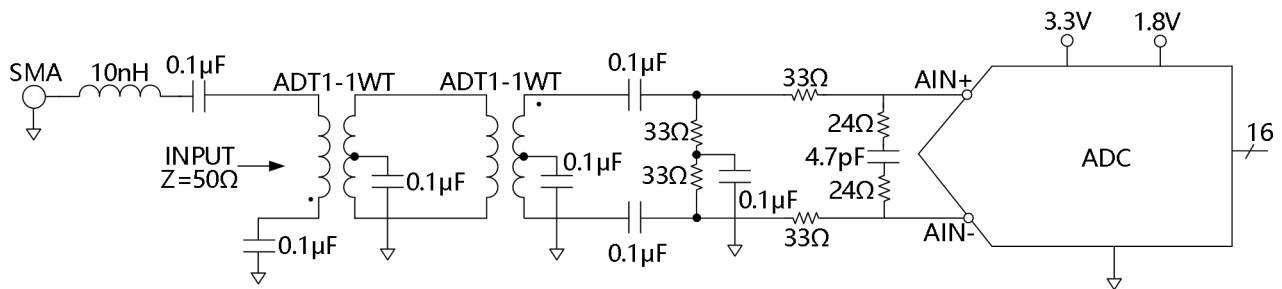 3.3V
1.8V
SMA
10nH
0.1μF
ADT1-1WT
ADT1-1WT
0.1μF
33Ω
AIN+
33Ω
24Ω
4.7pF
24Ω
16
ADC
INPUT
Z=50Ω
0.1μF
0.1μF
33Ω
0.1μF
0.1μF
0.1μF
33Ω
AIN-